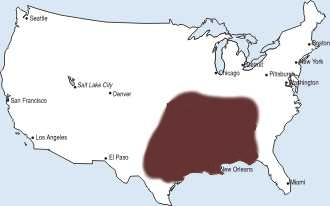 Seattle
Boston
New York
Detroit
Chicago
Pittsburgh
Washington
Salt Lake City
Denver
San Francisco
Los Angeles
El Paso
New Orleans
Miami